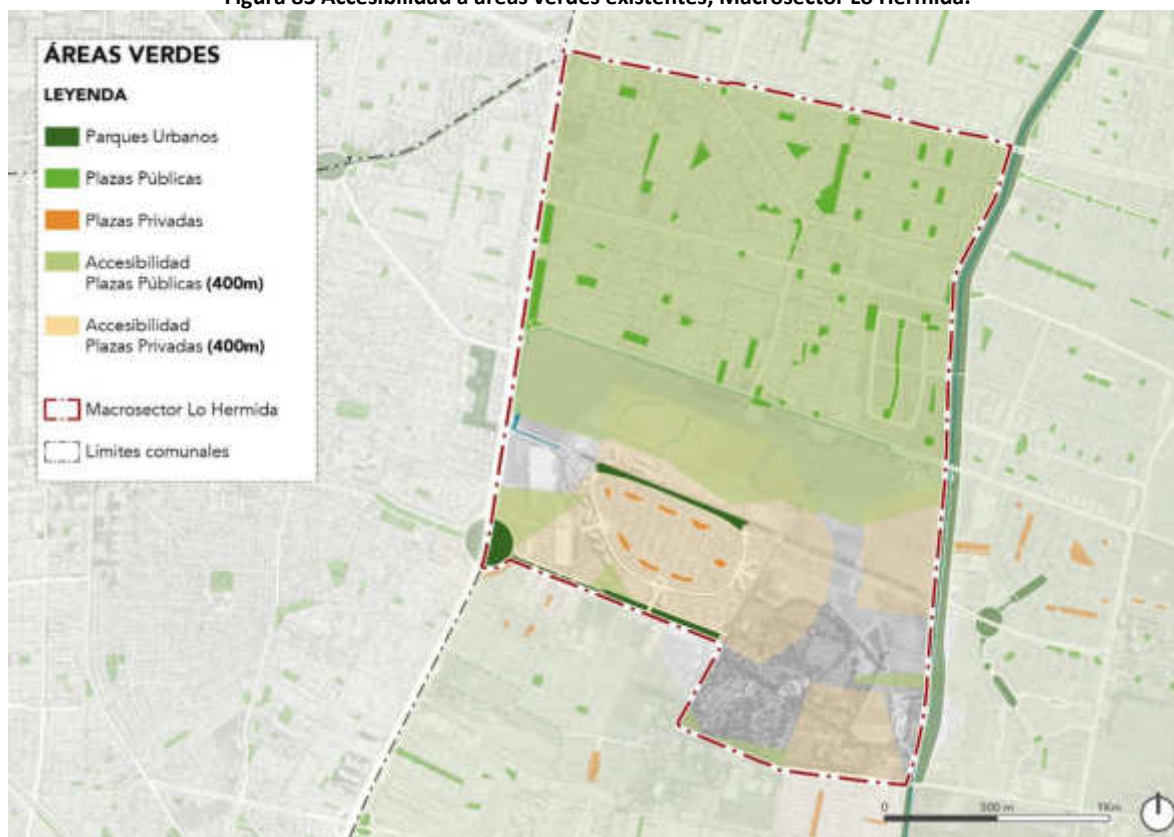 Figura 85 Accesibilidad a áreas verdes existentes, Macrosector Lo Hermida.
ÁREAS VERDES
LEYENDA
Parques Urbanos
Plazas Públicas
Plazas Privadas
Accesibilidad
Plazas Públicas (400m)
Accesibilidad
Plazas Privadas (400m)
Macrosector Lo Hermida
Límites comunales
0 500 m 1Km